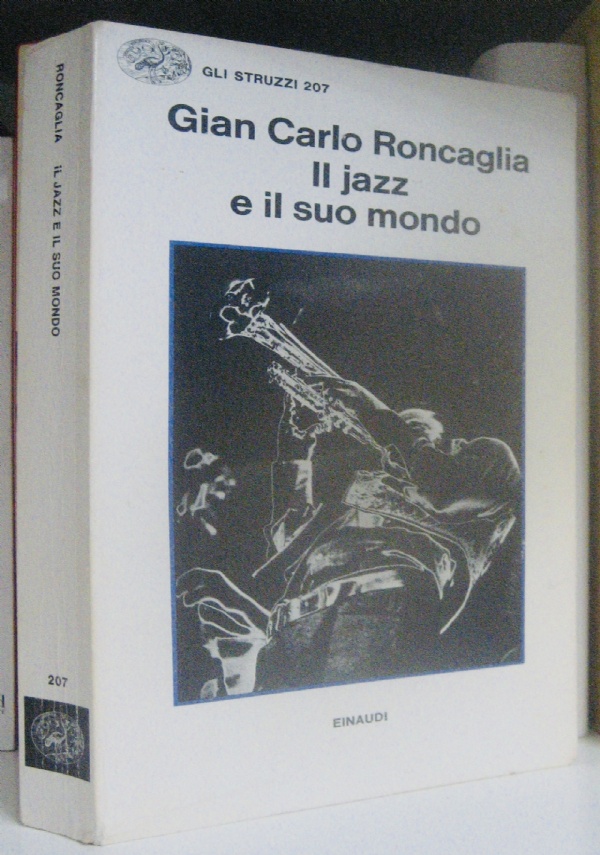 GLI STRUZZI 207
Gian Carlo Roncaglia
Il jazz
e il suo mondo
EINAUDI
RONCAGLIA IL JAZZ E IL SUO MONDO
207